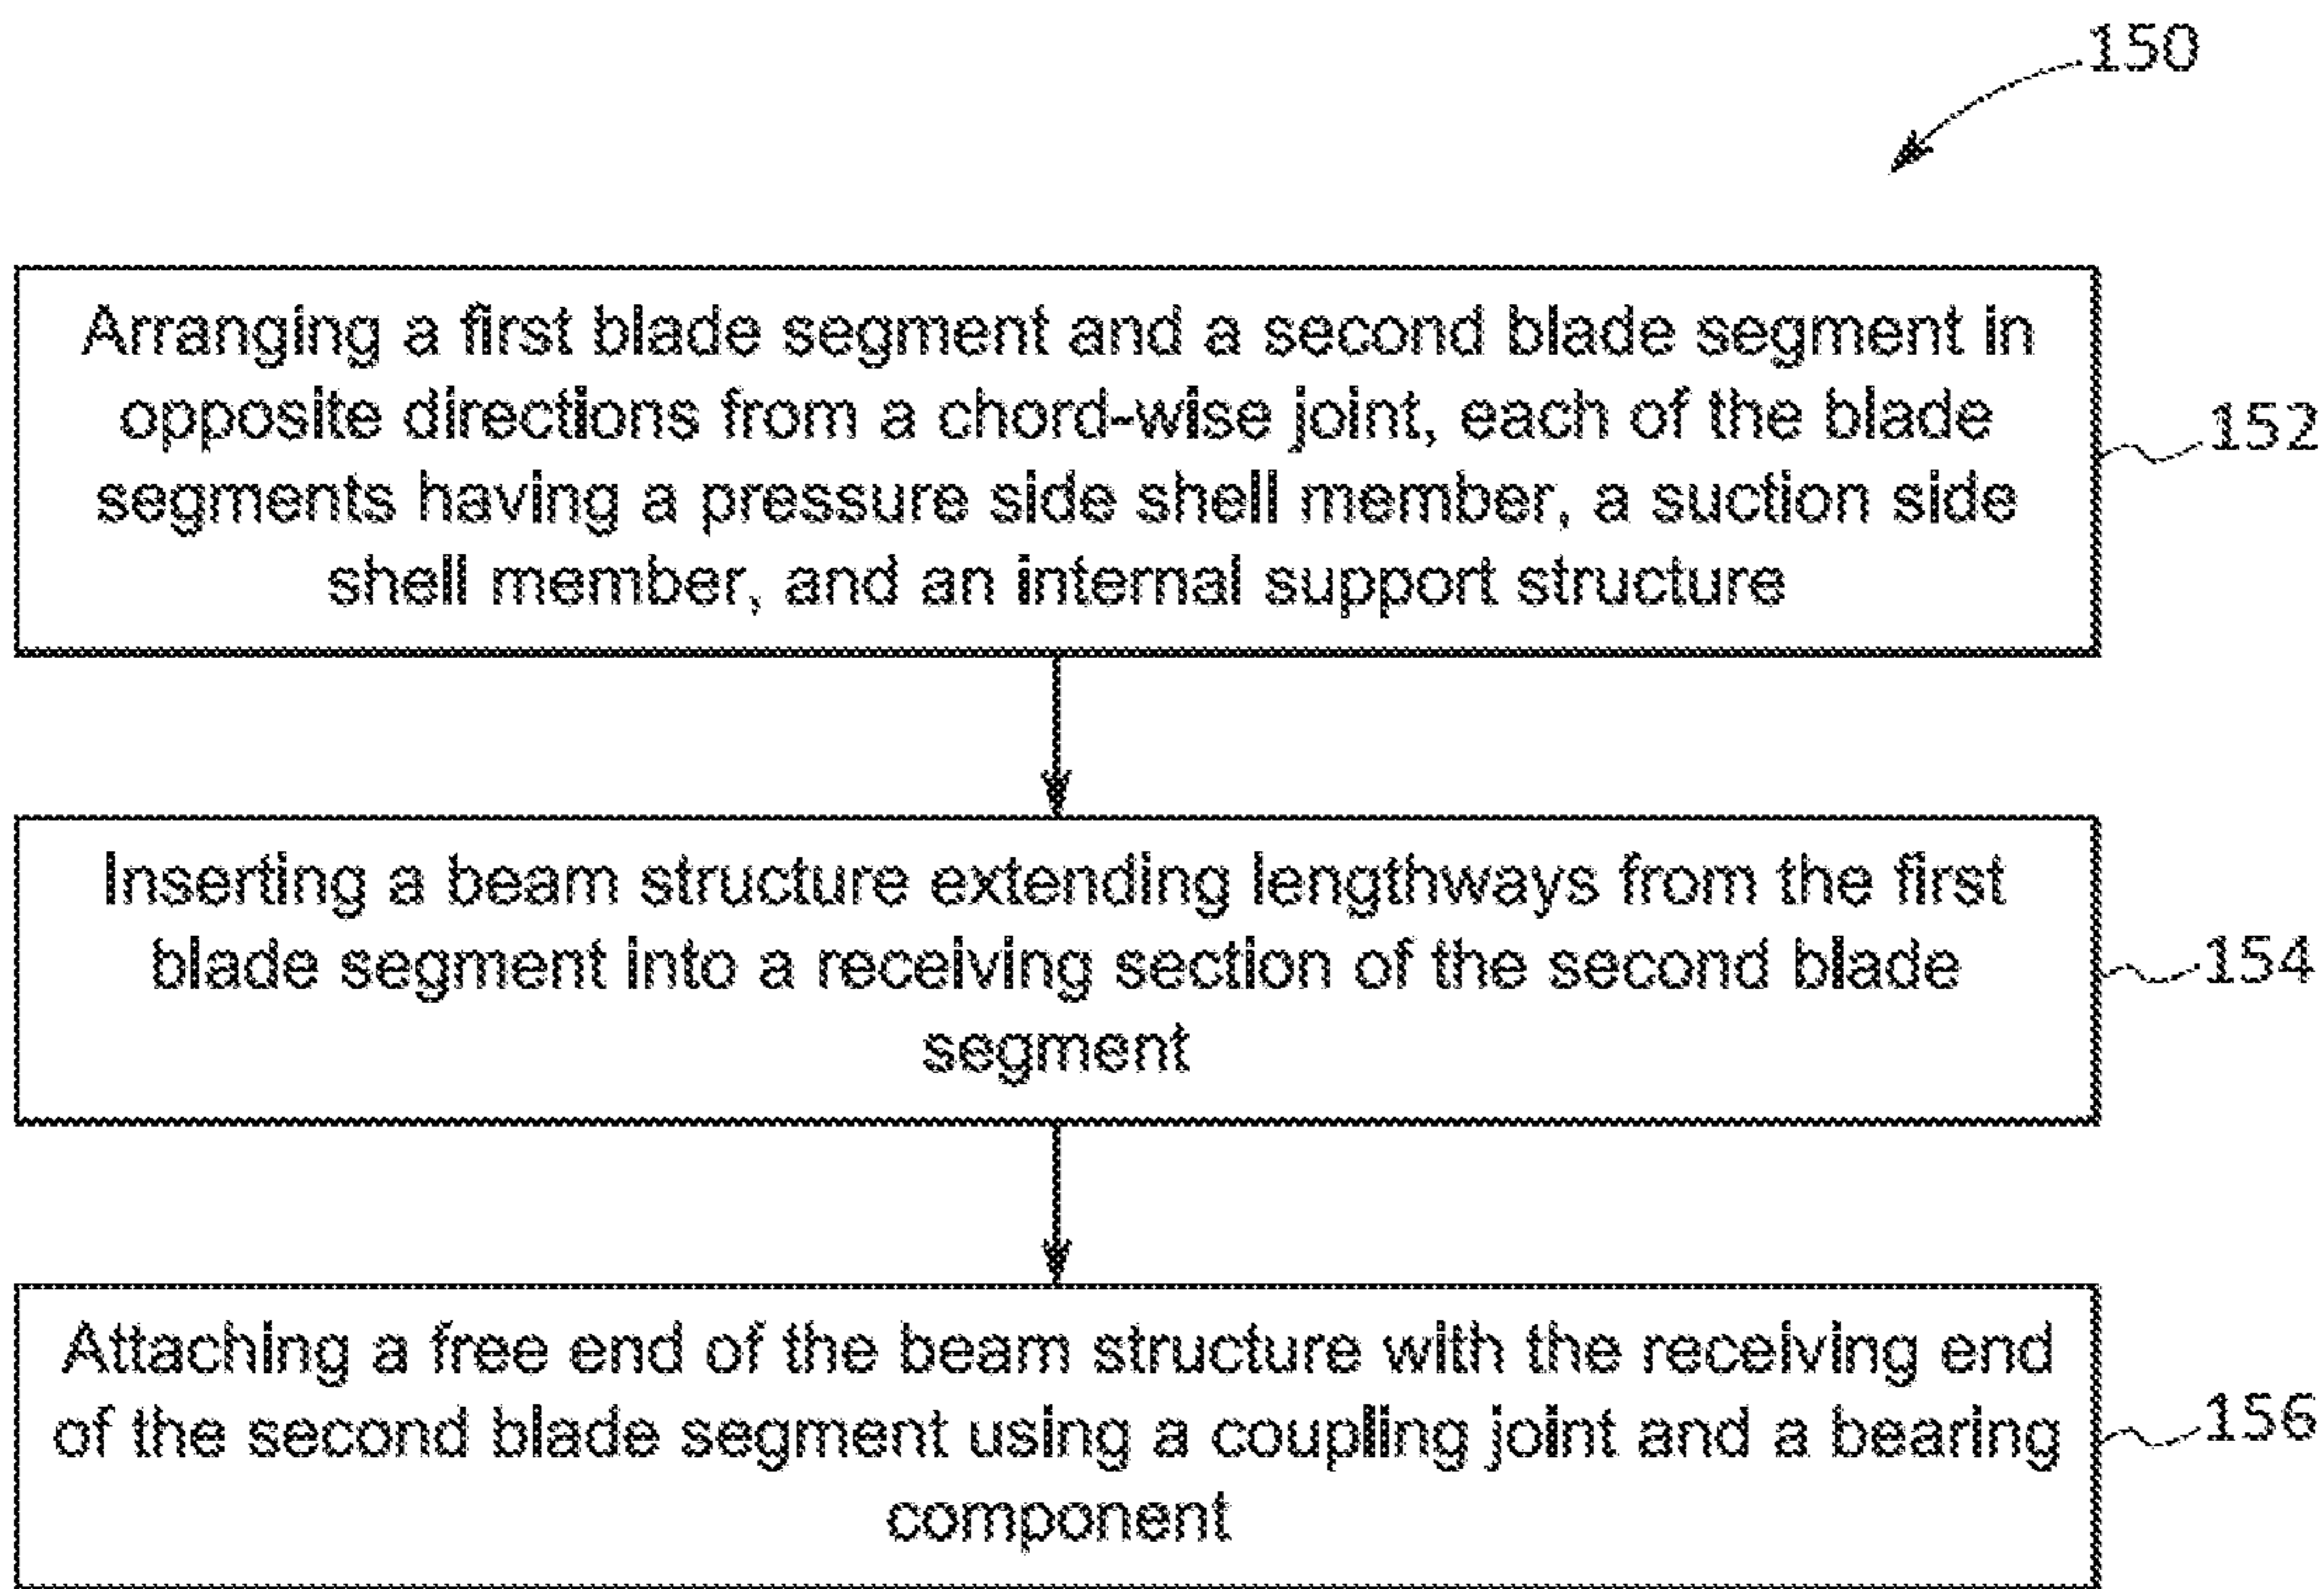 150
Arranging a first blade segment and a second blade segment in
opposite directions from a chord-wise joint, each of the blade
segments having a pressure side shell member, a suction side
shell member, and an internal support structure
152
Inserting a beam structure extending lengthways from the first
blade segment into a receiving section of the second blade
segment
154
Attaching a free end of the beam structure with the receiving end
of the second blade segment using a coupling joint and a bearing
component
156